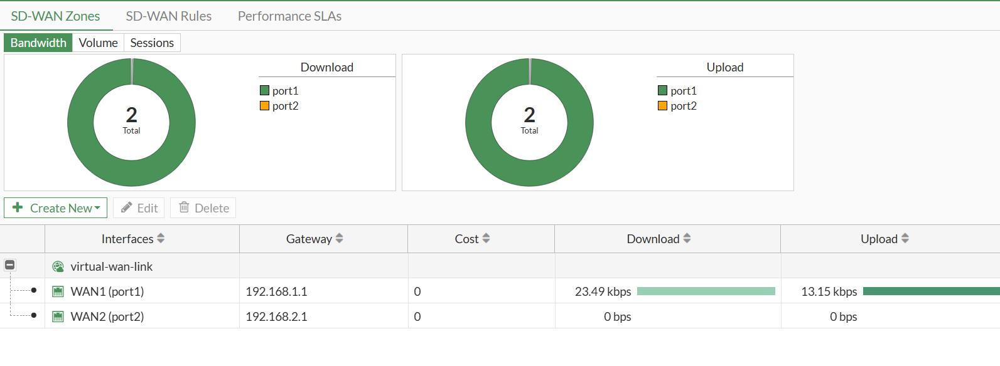 SD-WAN Zones SD-WAN Rules Performance SLAs
Bandwidth Volume Sessions
Download
port1
port2
2
Total
Upload
port1
port2
2
Total
Create New Edit Delete
Interfaces Gateway Cost Download Upload
virtual-wan-link
WAN1 (port1) 192.168.1.1 0 23.49 kbps 13.15 kbps
WAN2 (port2) 192.168.2.1 0 0 bps 0 bps